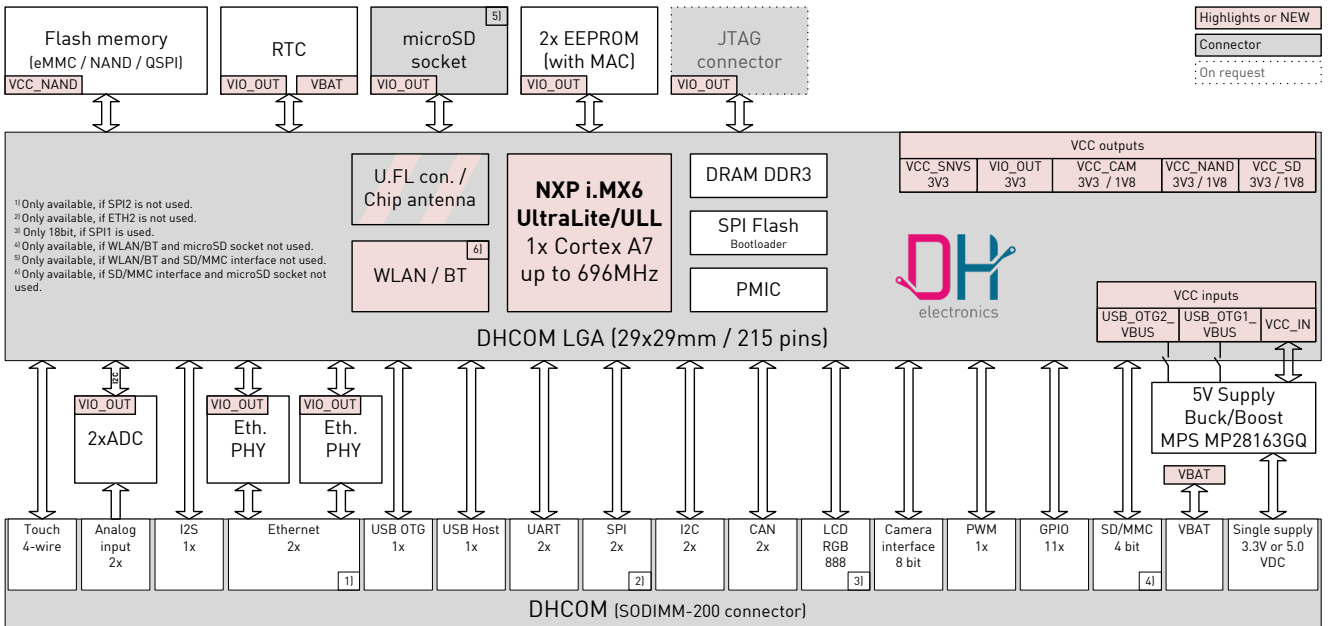 Flash memory
(eMMC / NAND / QSPI)
VCC_NAND
RTC
VIO_OUT
VBAT
5)
microSD
socket
VIO_OUT
2x EEPROM
(with MAC)
VIO_OUT
JTAG
connector
VIO_OUT
Highlights or NEW
Connector
On request
1) Only available, if SPI2 is not used.
2) Only available, if ETH2 is not used.
3) Only 18bit, if SPI1 is used.
4) Only available, if WLAN/BT and microSD socket not used.
5) Only available, if WLAN/BT and SD/MMC interface not used.
6) Only available, if SD/MMC interface and microSD socket not
used.
U.FL con. /
Chip antenna
6)
WLAN / BT
NXP i.MX6
UltraLite/ULL
1x Cortex A7
up to 696MHz
DRAM DDR3
SPI Flash
Bootloader
PMIC
VCC outputs
VCC_SNVS
3V3
VIO_OUT
3V3
VCC_CAM
3V3 / 1V8
VCC_NAND
3V3 / 1V8
VCC_SD
3V3 / 1V8
DH
electronics
VCC inputs
USB_OTG2_
VBUS
USB_OTG1_
VBUS
VCC_IN
DHCOM LGA (29x29mm / 215 pins)
I2C
VIO_OUT
2xADC
VIO_OUT
Eth.
PHY
VIO_OUT
Eth.
PHY
5V Supply
Buck/Boost
MPS MP28163GQ
VBAT
Touch
4-wire
Analog
input
2x
I2S
1x
Ethernet
2x
1)
USB OTG
1x
USB Host
1x
UART
2x
SPI
2x
2)
I2C
2x
CAN
2x
LCD
RGB
888
3)
Camera
interface
8 bit
PWM
1x
GPIO
11x
SD/MMC
4 bit
4)
VBAT
Single supply
3.3V or 5.0
VDC
DHCOM (SODIMM-200 connector)